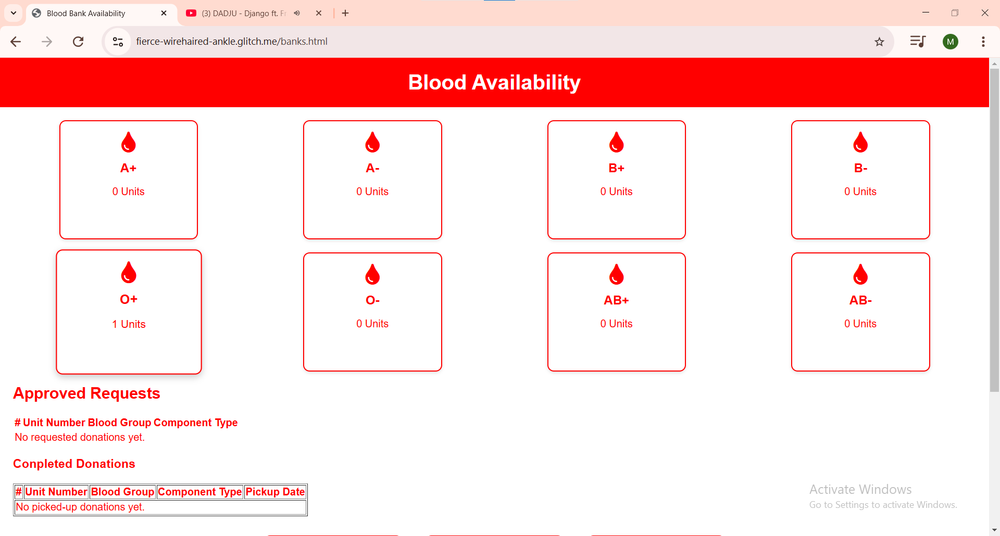 Blood Bank Availability
(3) DADJU - Django ft. Fr
fierce-wirehaired-ankle.glitch.me/banks.html
M
Blood Availability
A+
0 Units
A-
0 Units
B+
0 Units
B-
0 Units
O+
1 Units
O-
0 Units
AB+
0 Units
AB-
0 Units
Approved Requests
# Unit Number Blood Group Component Type
No requested donations yet.
Conpleted Donations
# Unit Number Blood Group Component Type Pickup Date
No picked-up donations yet.
Activate Windows
Go to Settings to activate Windows.